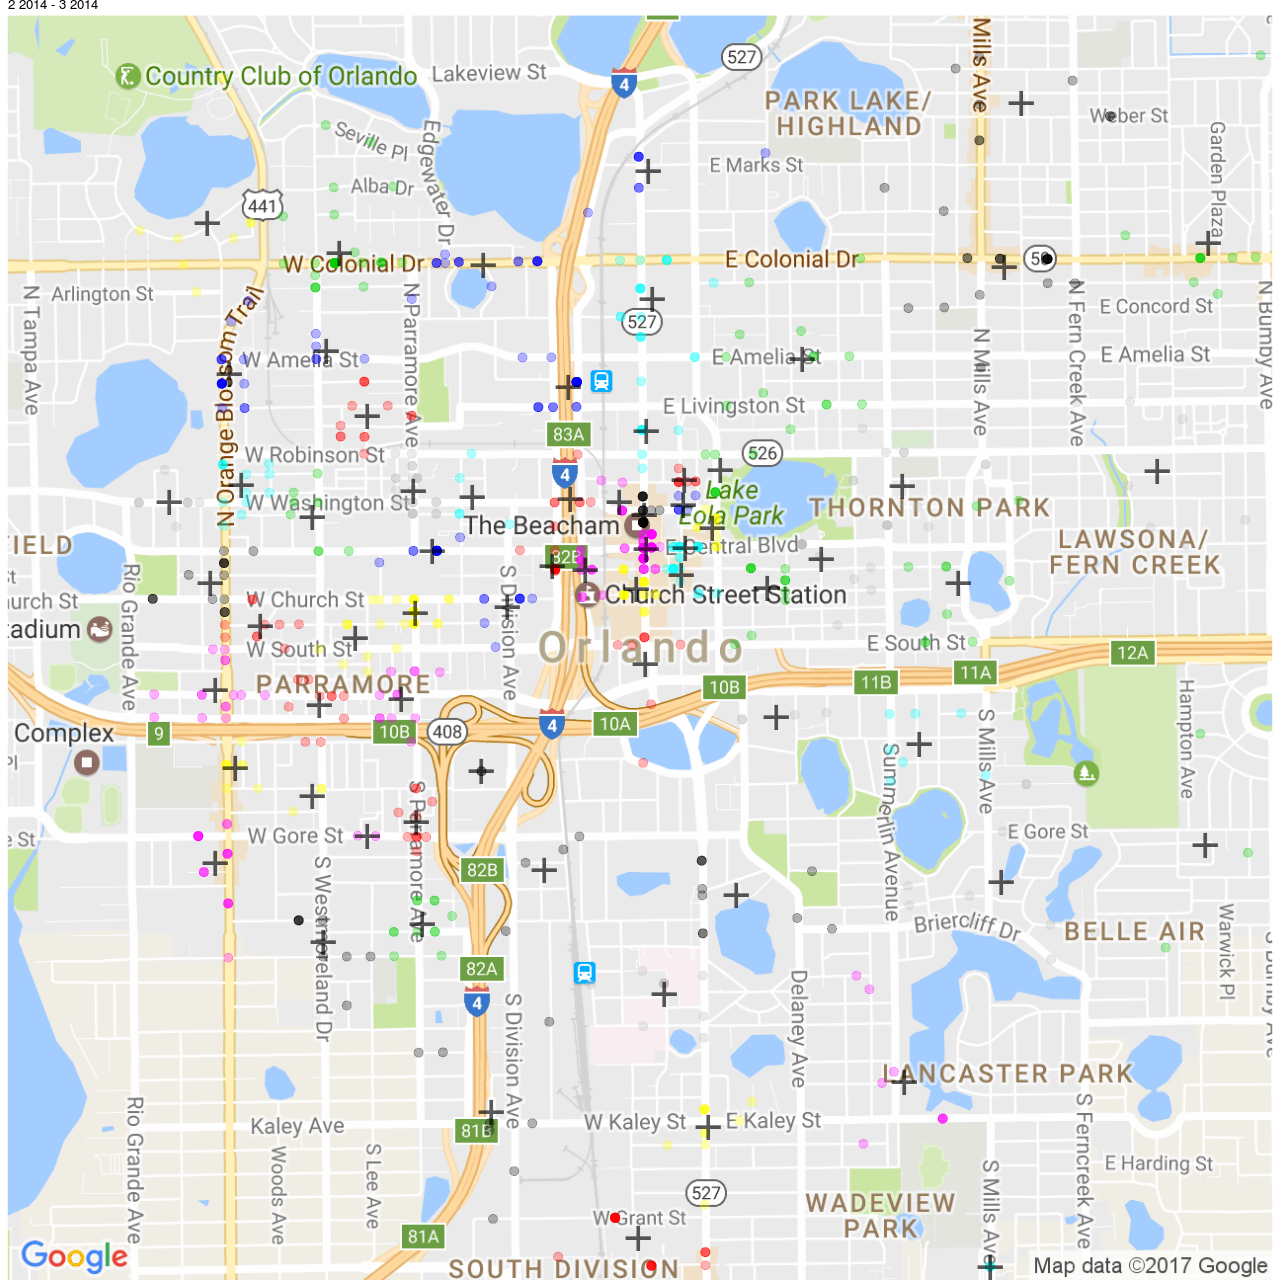 2 2014 - 3 2014
Country Club of Orlando
Lakeview St
4
527
Mills Ave
PARK LAKE/
HIGHLAND
Weber St
Seville Pl
Edgewater Dr
E Marks St
Garden Plaza
Alba Dr
441
W Colonial Dr
E Colonial Dr
50
Arlington St
N Tampa Ave
N Parramore Ave
527
N Fern Creek Ave
E Concord St
N Bumby Ave
W Amelia St
E Amelia St
N Mills Ave
E Amelia St
N Orange Blossom Trail
E Livingston St
83A
W Robinson St
526
4
W Washington St
Lake
Eola Park
THORNTON PARK
The Beacham
FIELD
82B
E Central Blvd
LAWSONA/
FERN CREEK
Rio Grande Ave
S Division Ave
W Church St
Church Street Station
W South St
Orlando
E South St
12A
PARRAMORE
10B
11B
11A
Complex
9
10B
408
4
10A
S Mills Ave
Hampton Ave
S Parramore Ave
Summerlin Avenue
W Gore St
E Gore St
S Westmoreland Dr
82B
Briercliff Dr
BELLE AIR
Warwick Pl
S Bumby Ave
82A
4
S Division Ave
Delaney Ave
LANCASTER PARK
Rio Grande Ave
Kaley Ave
81B
W Kaley St
E Kaley St
S Ferncreek Ave
Woods Ave
S Lee Ave
S Mills Ave
E Harding St
527
WADEVIEW
PARK
W Grant St
81A
Google
SOUTH DIVISION
Map data ©2017 Google